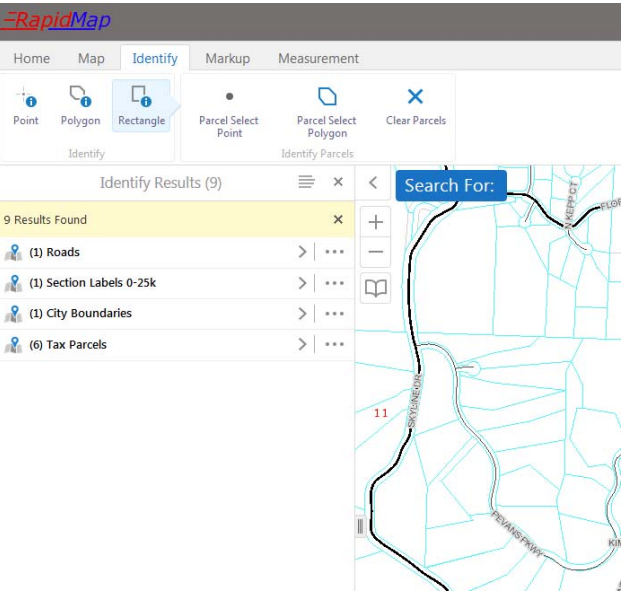 RapidMap
Home Map Identify Markup Measurement
Point Polygon Rectangle Parcel Select Point Parcel Select Polygon Clear Parcels
Identify Identify Parcels
Identify Results (9)
9 Results Found
(1) Roads
(1) Section Labels 0-25k
(1) City Boundaries
(6) Tax Parcels
Search For:
N KEPP CT
11
SKYLINE DR
PEVANS PKWY